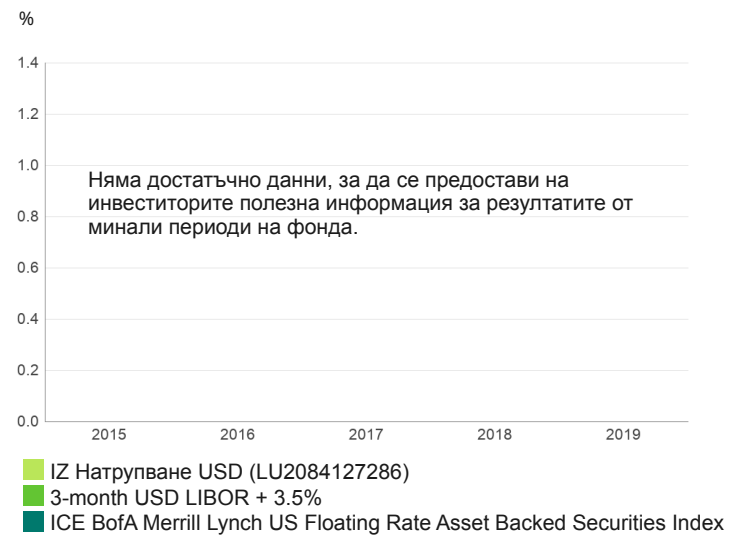 %
1.4
1.2
1.0
Няма достатъчно данни, за да се предостави на
инвеститорите полезна информация за резултатите от
минали периоди на фонда.
0.8
0.6
0.4
0.2
0.0
2015 2016 2017 2018 2019
IZ Натрупване USD (LU2084127286)
3-month USD LIBOR + 3.5%
ICE BofA Merrill Lynch US Floating Rate Asset Backed Securities Index